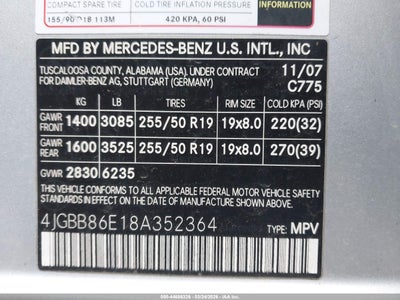 COMPACT SPARE TIRE COLD TIRE INFLATION PRESSURE
155/90 D18 113M 420 KPA, 60 PSI
INFORMATION
MFD BY MERCEDES-BENZ U.S. INTL., INC
TUSCALOOSA COUNTY, ALABAMA (USA), UNDER CONTRACT
FOR DAIMLER-BENZ AG, STUTTGART (GERMANY)
11/07
C775
KG LB TIRES RIM SIZE COLD KPA (PSI)
GAWR FRONT 1400 3085 255/50 R19 19x8.0 220(32)
GAWR REAR 1600 3525 255/50 R19 19x8.0 270(39)
GVWR 2830 6235
THIS VEHICLE CONFORMS TO ALL APPLICABLE FEDERAL MOTOR VEHICLE
SAFETY STANDARDS IN EFFECT ON THE DATE OF MANUFACTURE SHOWN ABOVE.
4JGBB86E18A352364 TYPE: MPV